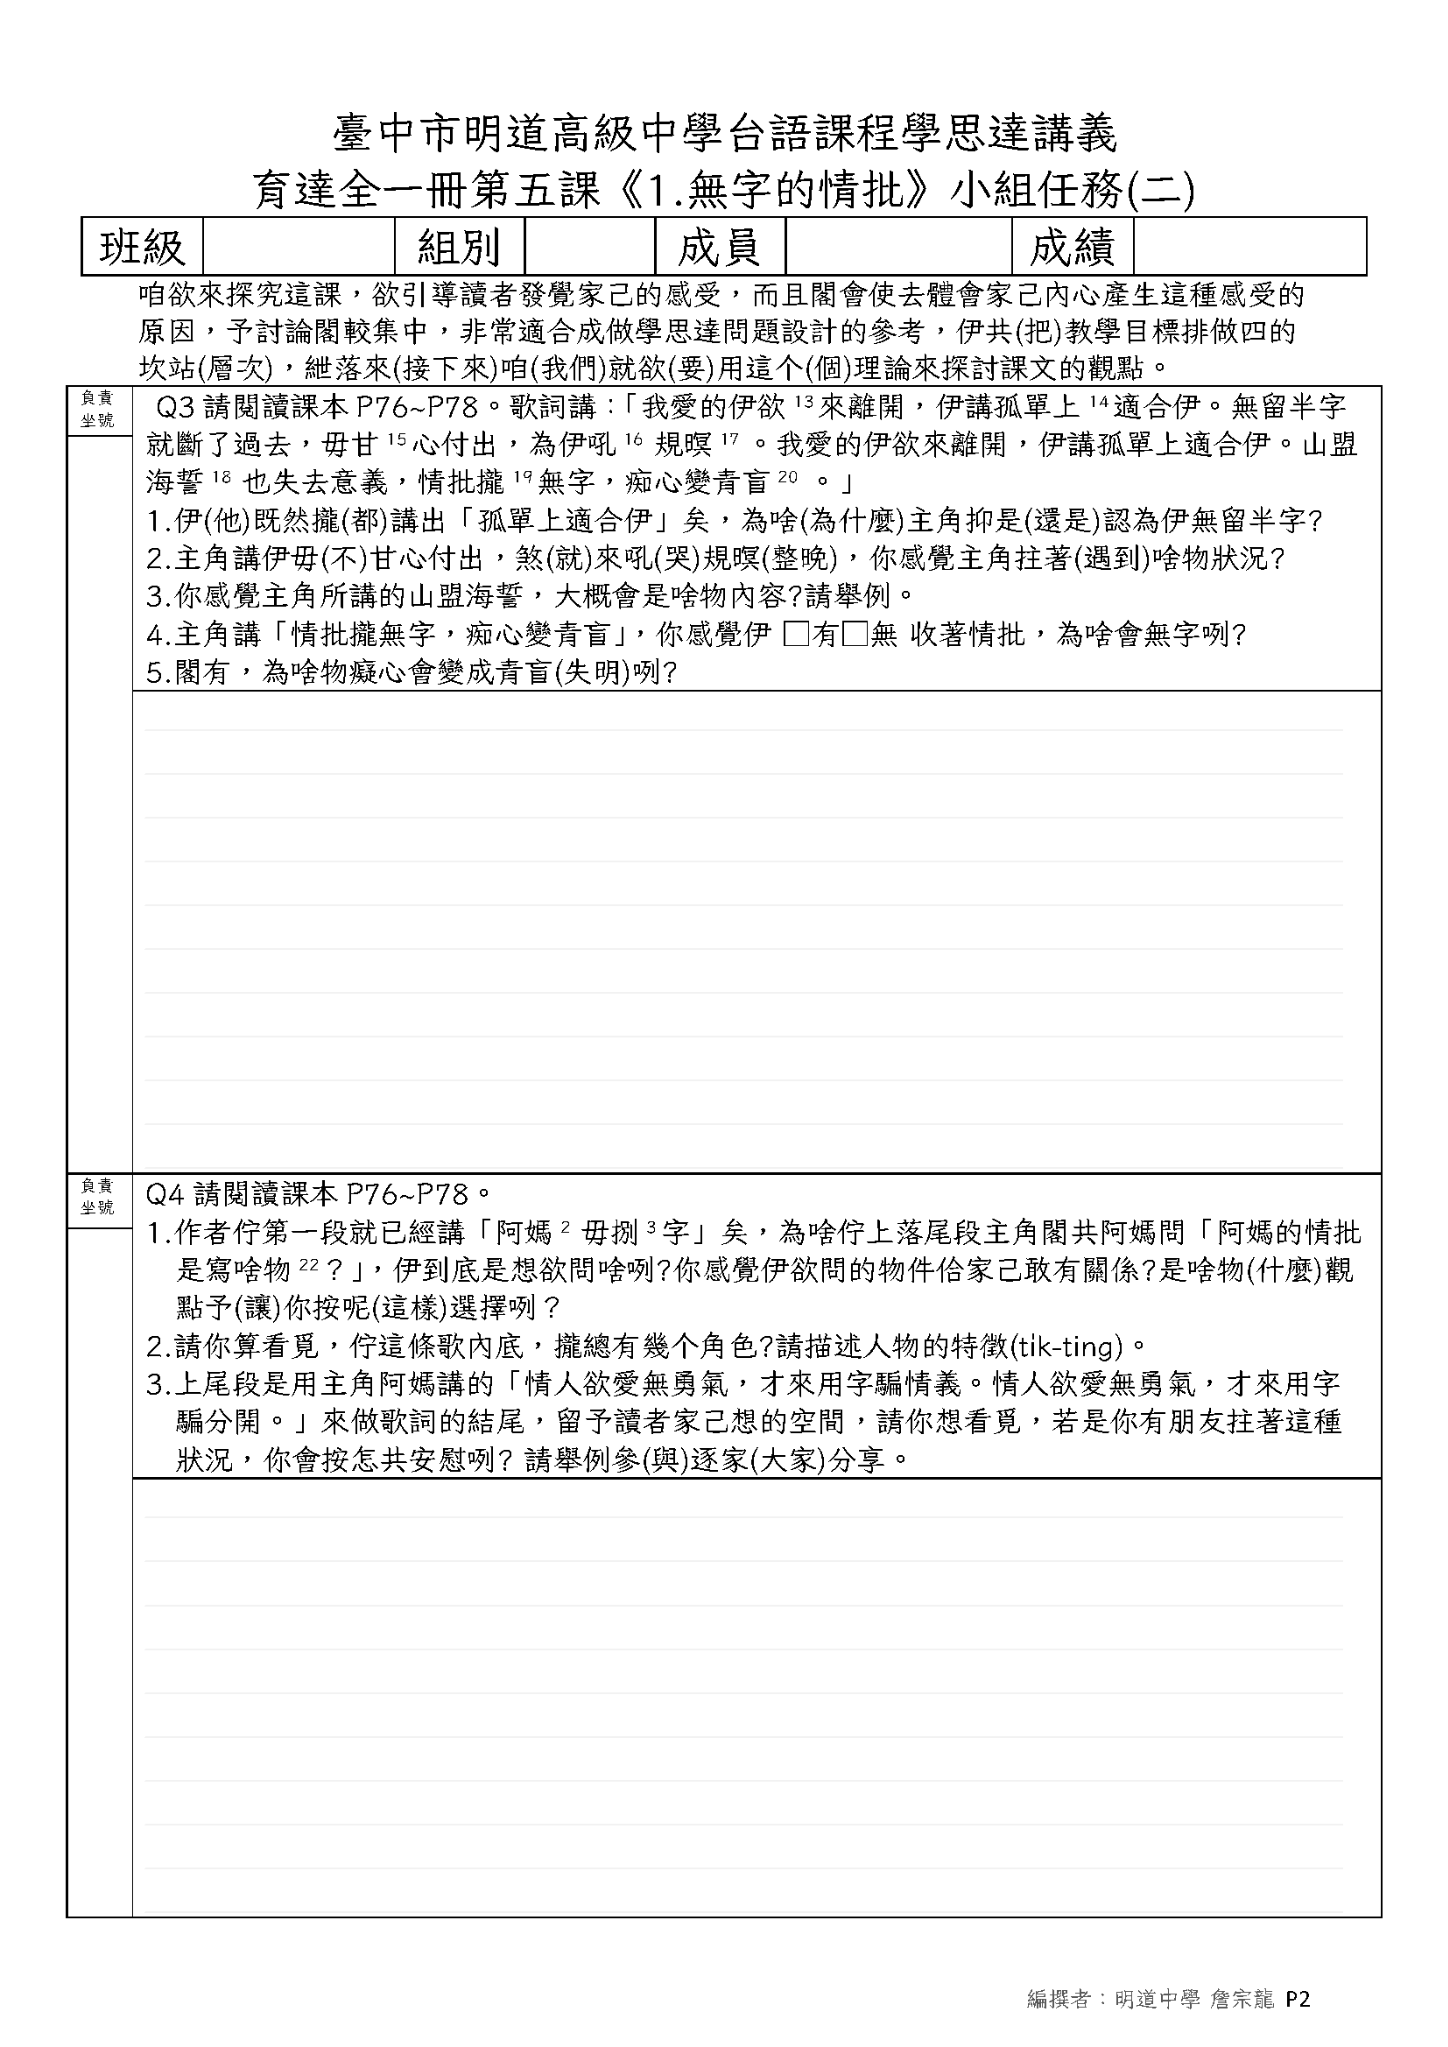 臺中市明道高級中學台語課程學思達講義
育達全一冊第五課《1.無字的情批》小組任務(二)
班級 組別 成員 成績
咱欲來探究這課，欲引導讀者發覺家己的感受，而且閣會使去體會家己內心產生這種感受的
原因，予討論閣較集中，非常適合成做學思達問題設計的參考，伊共(把)教學目標排做四的
坎站(層次)，紲落來(接下來)咱(我們)就欲(要)用這个(個)理論來探討課文的觀點。
負責
坐號
Q3 請閱讀課本 P76~P78。歌詞講：「我愛的伊欲 13 來離開，伊講孤單上 14 適合伊。無留半字
就斷了過去，毋甘 15 心付出，為伊吼 16 規暝 17 。我愛的伊欲來離開，伊講孤單上適合伊。山盟
海誓 18 也失去意義，情批攏 19 無字，痴心變青盲 20 。」
1.伊(他)既然攏(都)講出「孤單上適合伊」矣，為啥(為什麼)主角抑是(還是)認為伊無留半字?
2.主角講伊毋(不)甘心付出，煞(就)來吼(哭)規暝(整晚)，你感覺主角拄著(遇到)啥物狀況?
3.你感覺主角所講的山盟海誓，大概會是啥物內容?請舉例。
4.主角講「情批攏無字，痴心變青盲」，你感覺伊 □有□無 收著情批，為啥會無字咧?
5.閣有，為啥物癡心會變成青盲(失明)咧?
負責
坐號
Q4 請閱讀課本 P76~P78。
1.作者佇第一段就已經講「阿媽 2 毋捌 3 字」矣，為啥佇上落尾段主角閣共阿媽問「阿媽的情批
是寫啥物 22 ？」，伊到底是想欲問啥咧?你感覺伊欲問的物件佮家己敢有關係?是啥物(什麼)觀
點予(讓)你按呢(這樣)選擇咧？
2.請你算看覓，佇這條歌內底，攏總有幾个角色?請描述人物的特徵(ti̍k-ting)。
3.上尾段是用主角阿媽講的「情人欲愛無勇氣，才來用字騙情義。情人欲愛無勇氣，才來用字
騙分開。」來做歌詞的結尾，留予讀者家己想的空間，請你想看覓，若是你有朋友拄著這種
狀況，你會按怎共安慰咧? 請舉例參(與)逐家(大家)分享。
編撰者：明道中學 詹宗龍 P2